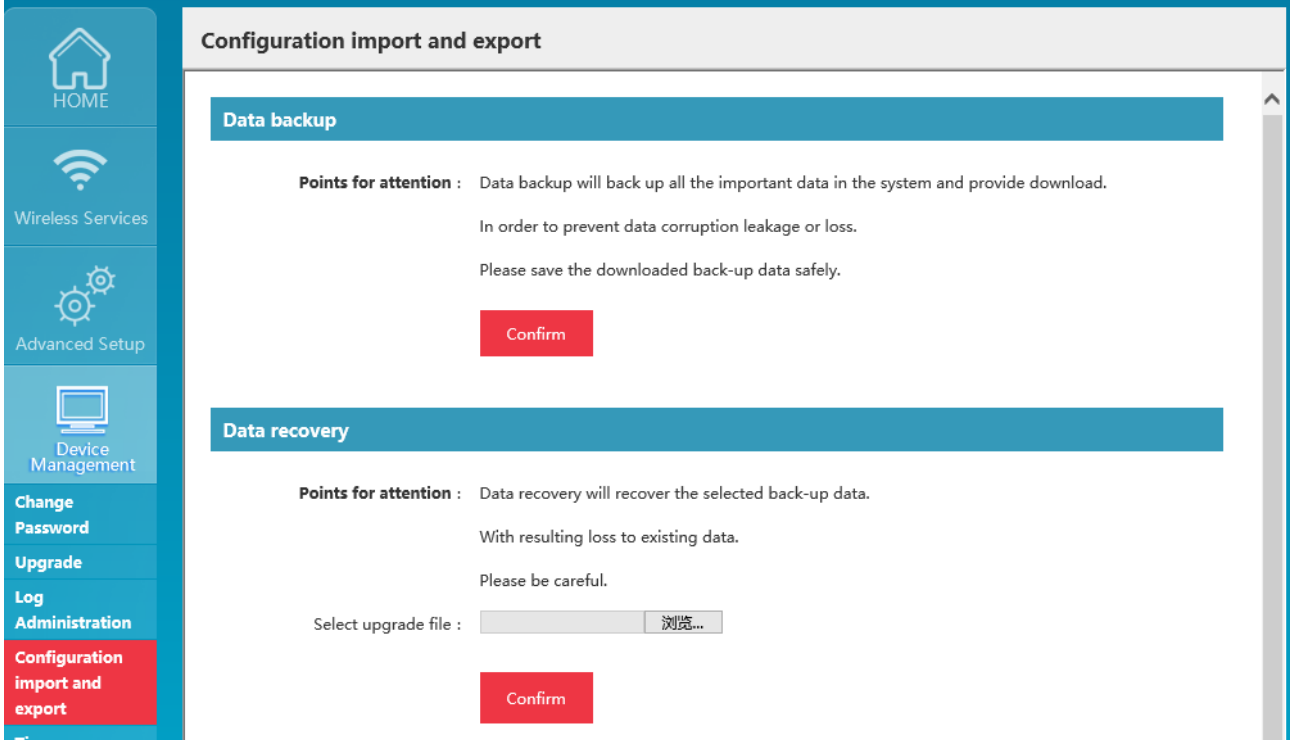 Configuration import and export
HOME
Wireless Services
Advanced Setup
Device
Management
Change
Password
Upgrade
Log
Administration
Configuration
import and
export
Data backup
Points for attention : Data backup will back up all the important data in the system and provide download.
In order to prevent data corruption leakage or loss.
Please save the downloaded back-up data safely.
Confirm
Data recovery
Points for attention : Data recovery will recover the selected back-up data.
With resulting loss to existing data.
Please be careful.
Select upgrade file : 浏览...
Confirm